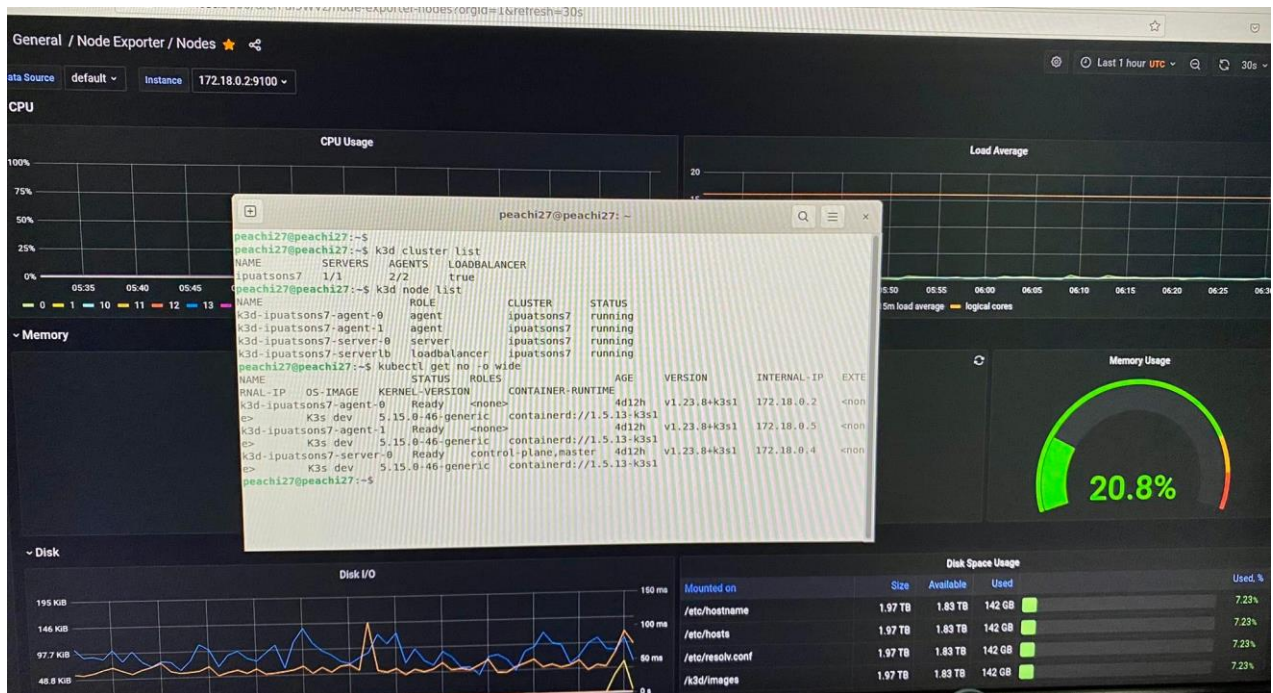 General / Node Exporter / Nodes
ata Source default Instance 172.18.0.2:9100
Last 1 hour UTC 30s
CPU
CPU Usage
100%
75%
50%
25%
0%
05:35 05:40 05:45
0 1 10 11 12 13
Load Average
20
05:55 06:00 06:05 06:10 06:15 06:20 06:25
5m load average logical cores
peachi27@peachi27: ~
peachi27@peachi27:~$
peachi27@peachi27:~$ k3d cluster list
NAME SERVERS AGENTS LOADBALANCER
ipuatsons7 1/1 2/2 true
peachi27@peachi27:~$ k3d node list
NAME ROLE CLUSTER STATUS
k3d-ipuatsons7-agent-0 agent ipuatsons7 running
k3d-ipuatsons7-agent-1 agent ipuatsons7 running
k3d-ipuatsons7-server-0 server ipuatsons7 running
k3d-ipuatsons7-serverlb loadbalancer ipuatsons7 running
peachi27@peachi27:~$ kubectl get no -o wide
NAME STATUS ROLES AGE VERSION INTERNAL-IP EXTE
RNAL-IP OS-IMAGE KERNEL-VERSION CONTAINER-RUNTIME
k3d-ipuatsons7-agent-0 Ready <none> 4d12h v1.23.8+k3s1 172.18.0.2 <non
e> K3s dev 5.15.0-46-generic containerd://1.5.13-k3s1
k3d-ipuatsons7-agent-1 Ready <none> 4d12h v1.23.8+k3s1 172.18.0.5 <non
e> K3s dev 5.15.0-46-generic containerd://1.5.13-k3s1
k3d-ipuatsons7-server-0 Ready control-plane,master 4d12h v1.23.8+k3s1 172.18.0.4 <non
e> K3s dev 5.15.0-46-generic containerd://1.5.13-k3s1
peachi27@peachi27:~$
Memory
Memory Usage
20.8%
Disk
Disk I/O
195 KiB
146 KiB
97.7 KiB
48.8 KiB
150 ms
100 ms
50 ms
Disk Space Usage
Mounted on Size Available Used Used, %
/etc/hostname 1.97 TB 1.83 TB 142 GB 7.23%
/etc/hosts 1.97 TB 1.83 TB 142 GB 7.23%
/etc/resolv.conf 1.97 TB 1.83 TB 142 GB 7.23%
/k3d/images 1.97 TB 1.83 TB 142 GB 7.23%